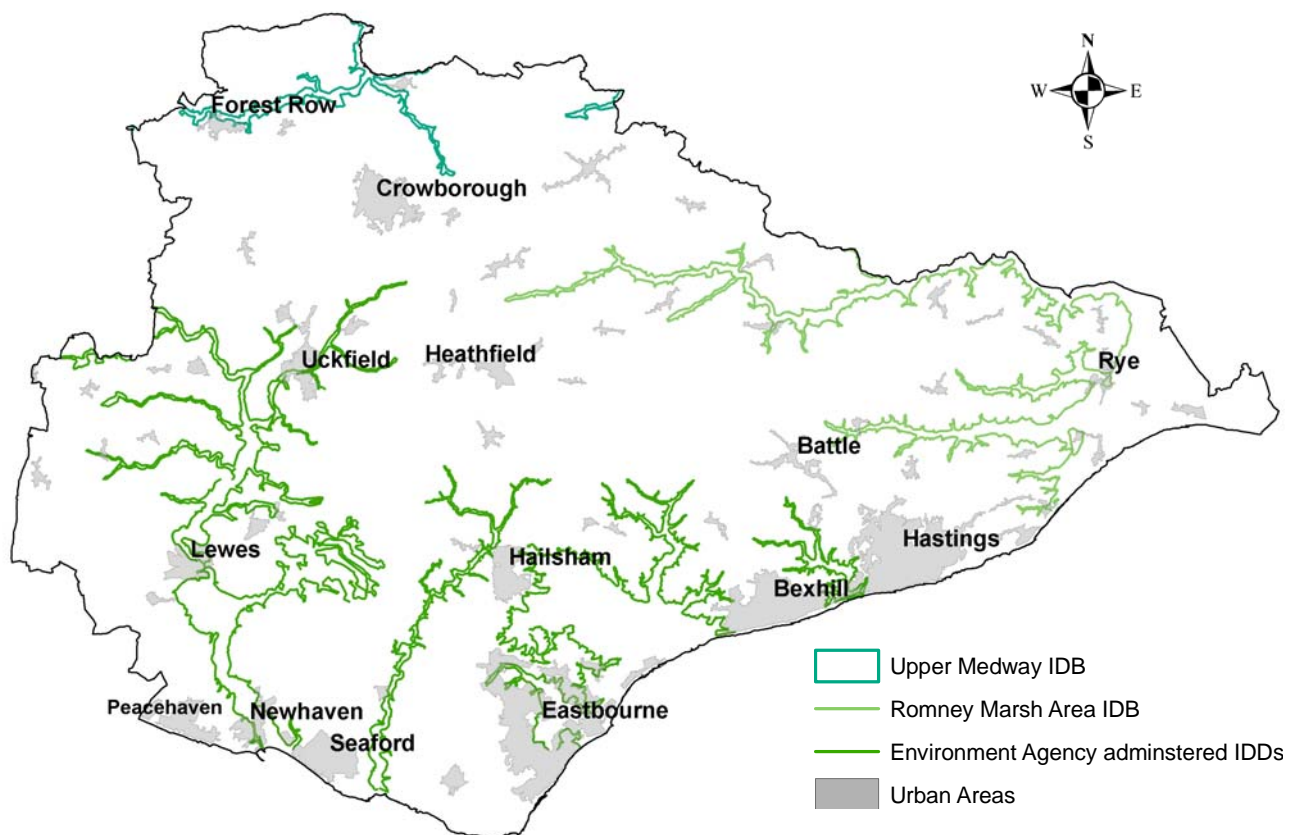 N
W E
S
Forest Row
Crowborough
Uckfield
Heathfield
Rye
Battle
Lewes
Hailsham
Hastings
Bexhill
Peacehaven
Newhaven
Eastbourne
Seaford
Upper Medway IDB
Romney Marsh Area IDB
Environment Agency adminstered IDDs
Urban Areas